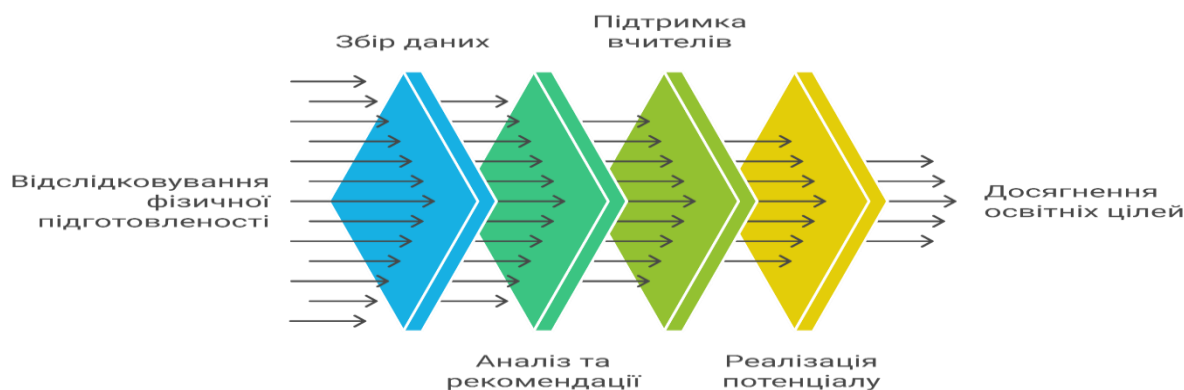 Підтримка
вчителів
Збір даних
Відслідковування
фізичної
підготовленості
Досягнення
освітніх цілей
Аналіз та
рекомендації
Реалізація
потенціалу